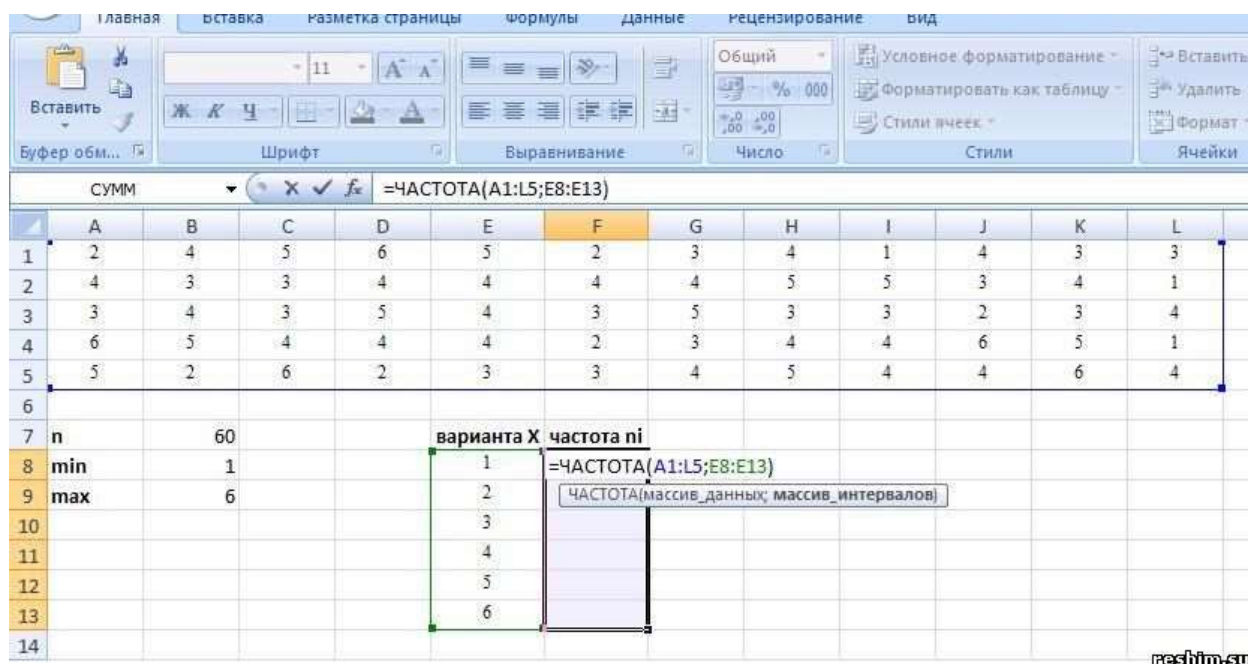 Главная Вставка Разметка страницы Формулы Данные Рецензирование Вид
Вставить
11 А А
Ж К Ч А
Общий
% 000
,0 ,00
,00 ,0
Условное форматирование
Форматировать как таблицу
Стили ячеек
Вставить
Удалить
Формат
Буфер обм... Шрифт Выравнивание Число Стили Ячейки
СУММ fx =ЧАСТОТА(A1:L5;E8:E13)
A B C D E F G H I J K L
1 2 4 5 6 5 2 3 4 1 4 3 3
2 4 3 3 4 4 4 4 5 5 3 4 1
3 3 4 3 5 4 3 5 3 3 2 3 4
4 6 5 4 4 4 2 3 4 4 6 5 1
5 5 2 6 2 3 3 4 5 4 4 6 4
6
7 n 60 варианта X частота ni
8 min 1 1 =ЧАСТОТА(A1:L5;E8:E13)
9 max 6 2 ЧАСТОТА(массив_данных; массив_интервалов)
10 3
11 4
12 5
13 6
14
reshim.su